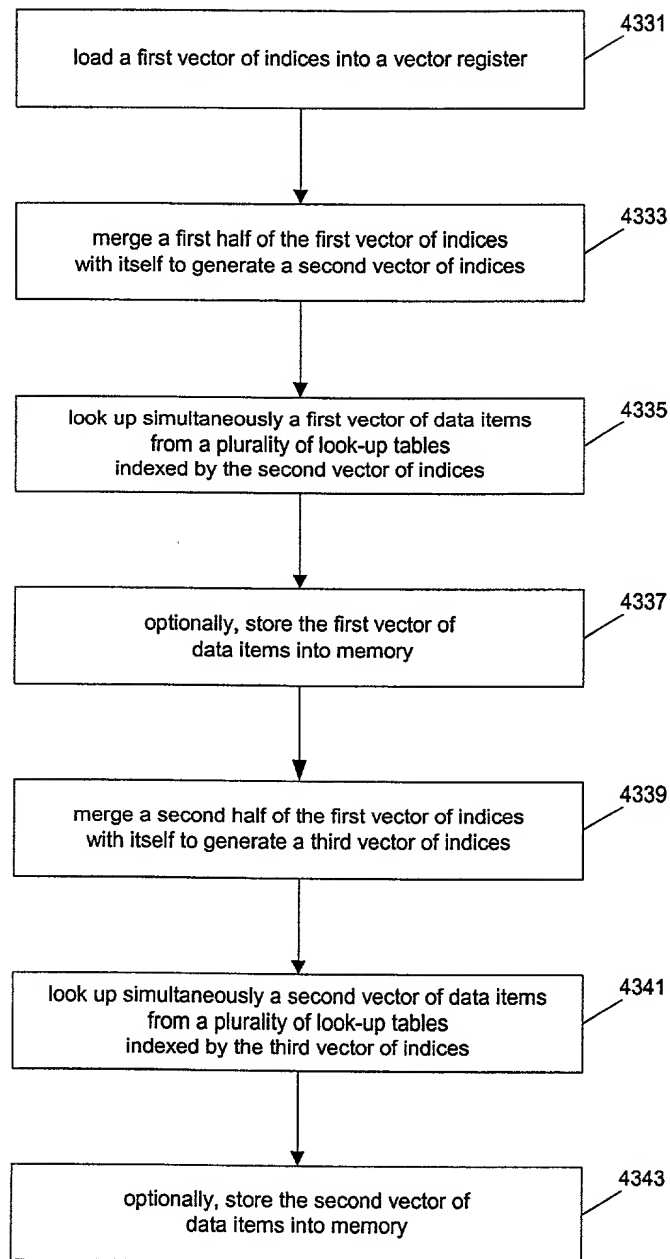 4331
load a first vector of indices into a vector register
4333
merge a first half of the first vector of indices
with itself to generate a second vector of indices
4335
look up simultaneously a first vector of data items
from a plurality of look-up tables
indexed by the second vector of indices
4337
optionally, store the first vector of
data items into memory
4339
merge a second half of the first vector of indices
with itself to generate a third vector of indices
4341
look up simultaneously a second vector of data items
from a plurality of look-up tables
indexed by the third vector of indices
4343
optionally, store the second vector of
data items into memory